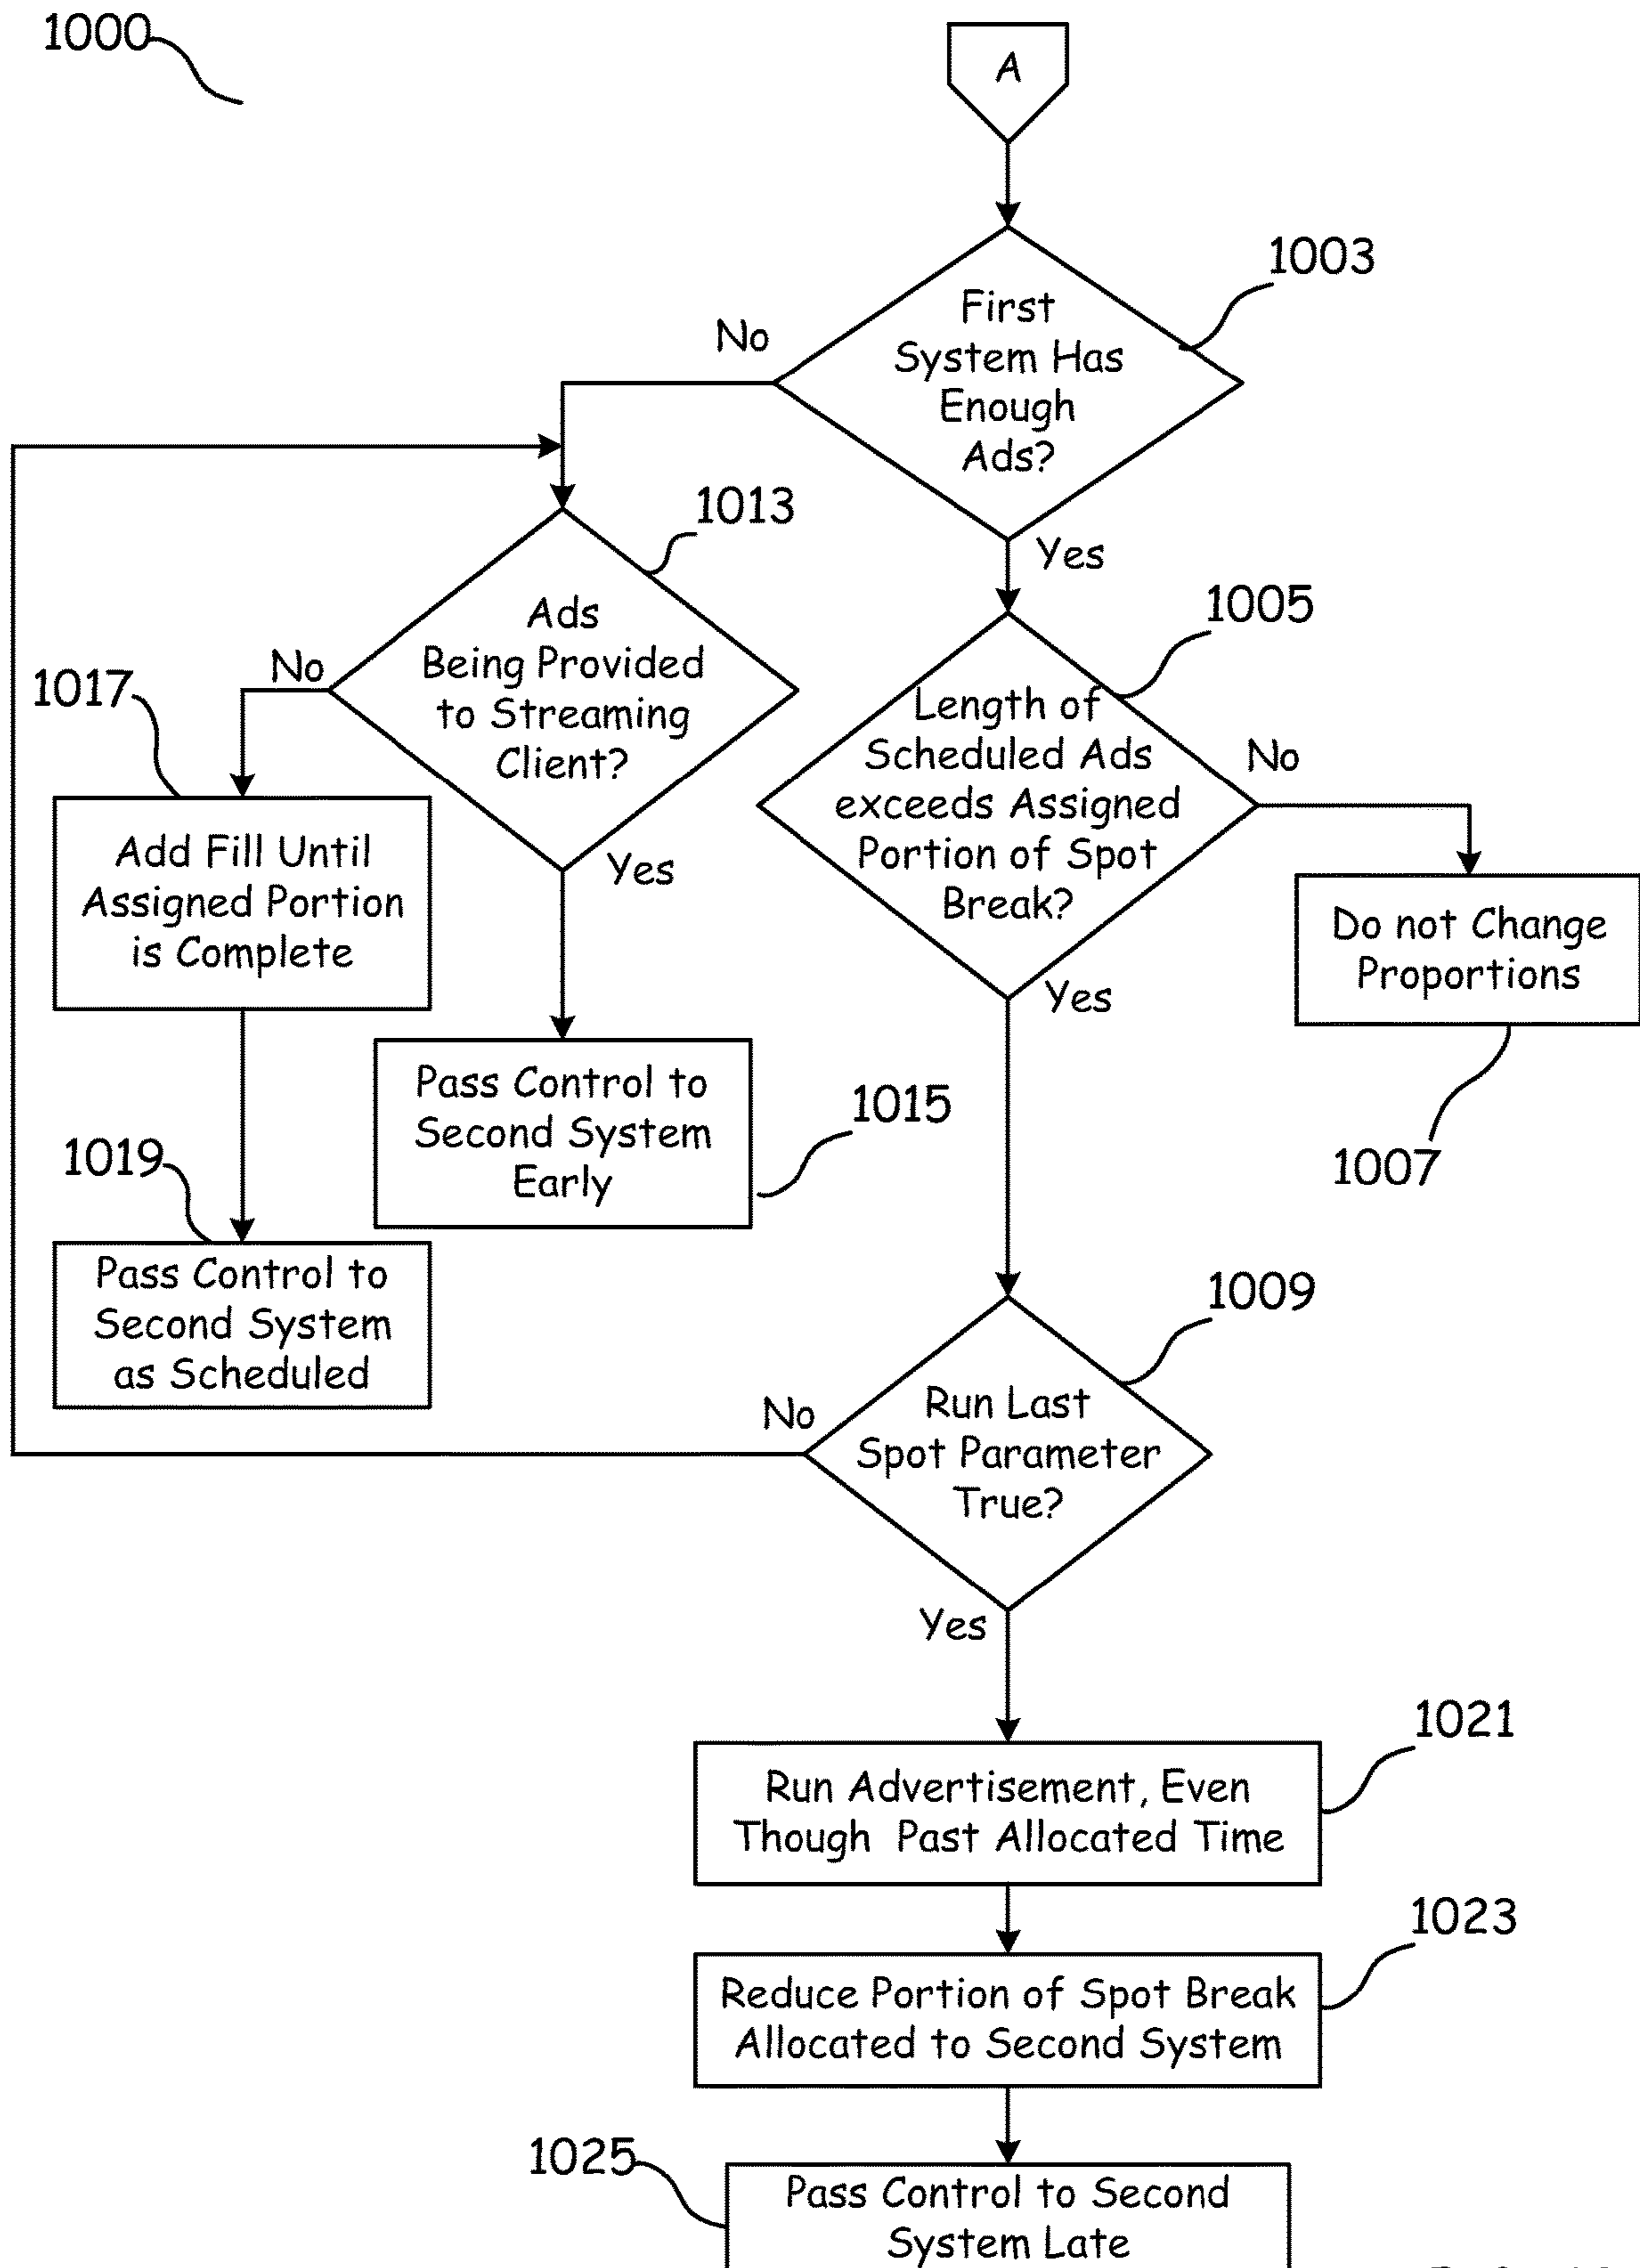 1000
A
1003
First
System Has
Enough
Ads?
No
Yes
1013
Ads
Being Provided
to Streaming
Client?
No
Yes
1005
Length of
Scheduled Ads
exceeds Assigned
Portion of Spot
Break?
No
Yes
1017
Add Fill Until
Assigned Portion
is Complete
Do not Change
Proportions
1007
Pass Control to
Second System
Early
1015
1019
Pass Control to
Second System
as Scheduled
1009
Run Last
Spot Parameter
True?
No
Yes
1021
Run Advertisement, Even
Though Past Allocated Time
1023
Reduce Portion of Spot Break
Allocated to Second System
1025
Pass Control to Second
System Late